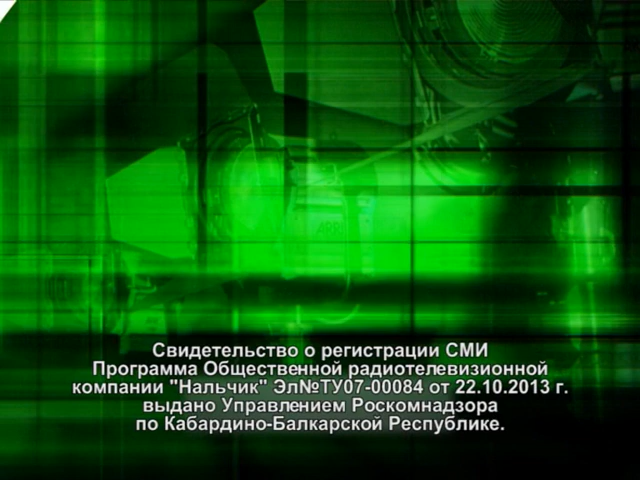 ARRI
Свидетельство о регистрации СМИ
Программа Общественной радиотелевизионной
компании "Нальчик" Эл№ТУ07-00084 от 22.10.2013 г.
выдано Управлением Роскомнадзора
по Кабардино-Балкарской Республике.